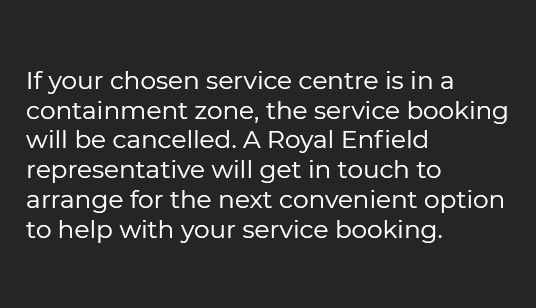 If your chosen service centre is in a
containment zone, the service booking
will be cancelled. A Royal Enfield
representative will get in touch to
arrange for the next convenient option
to help with your service booking.